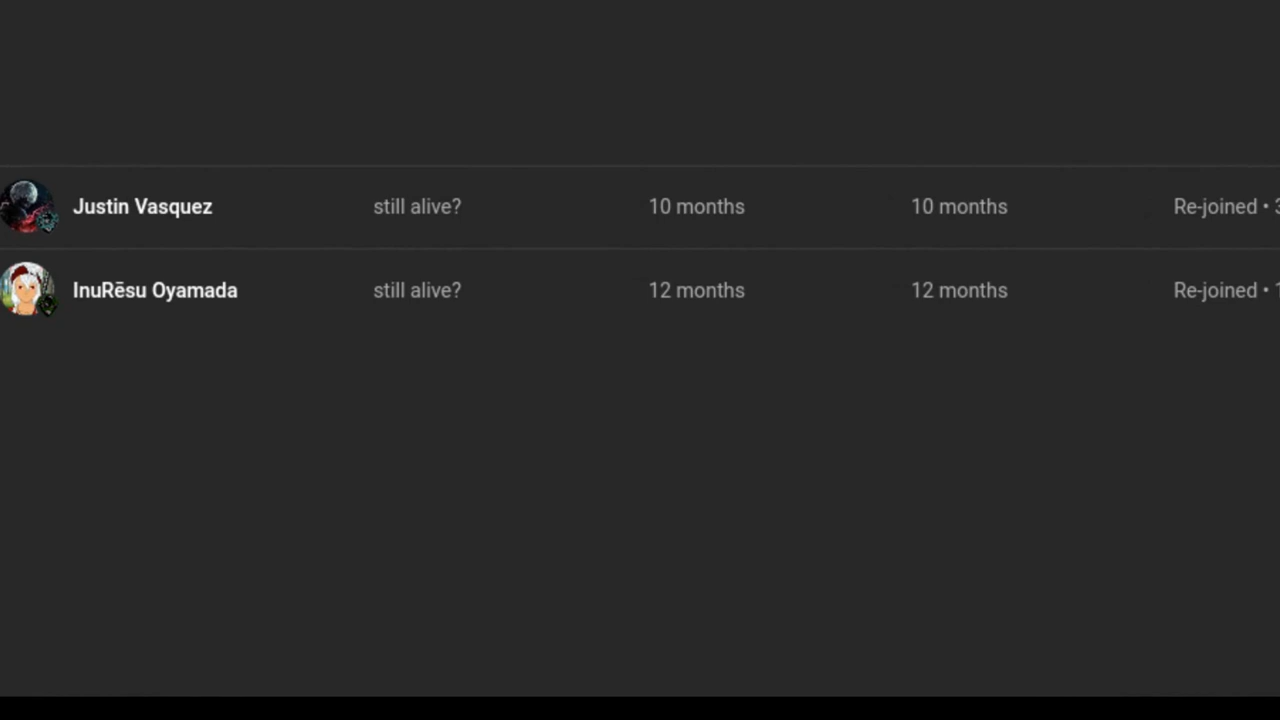 Justin Vasquez still alive? 10 months 10 months Re-joined •
InuRēsu Oyamada still alive? 12 months 12 months Re-joined •